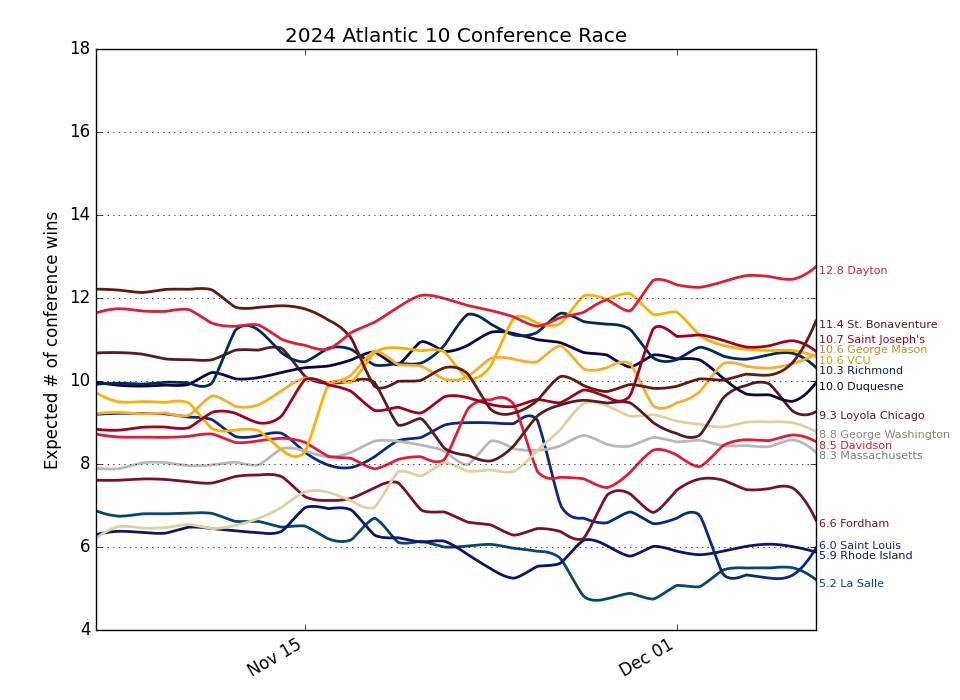 2024 Atlantic 10 Conference Race
Expected # of conference wins
18
16
14
12
10
8
6
4
Nov 15
Dec 01
12.8 Dayton
11.4 St. Bonaventure
10.7 Saint Joseph's
10.6 George Mason
10.6 VCU
10.3 Richmond
10.0 Duquesne
9.3 Loyola Chicago
8.8 George Washington
8.5 Davidson
8.3 Massachusetts
6.6 Fordham
6.0 Saint Louis
5.9 Rhode Island
5.2 La Salle